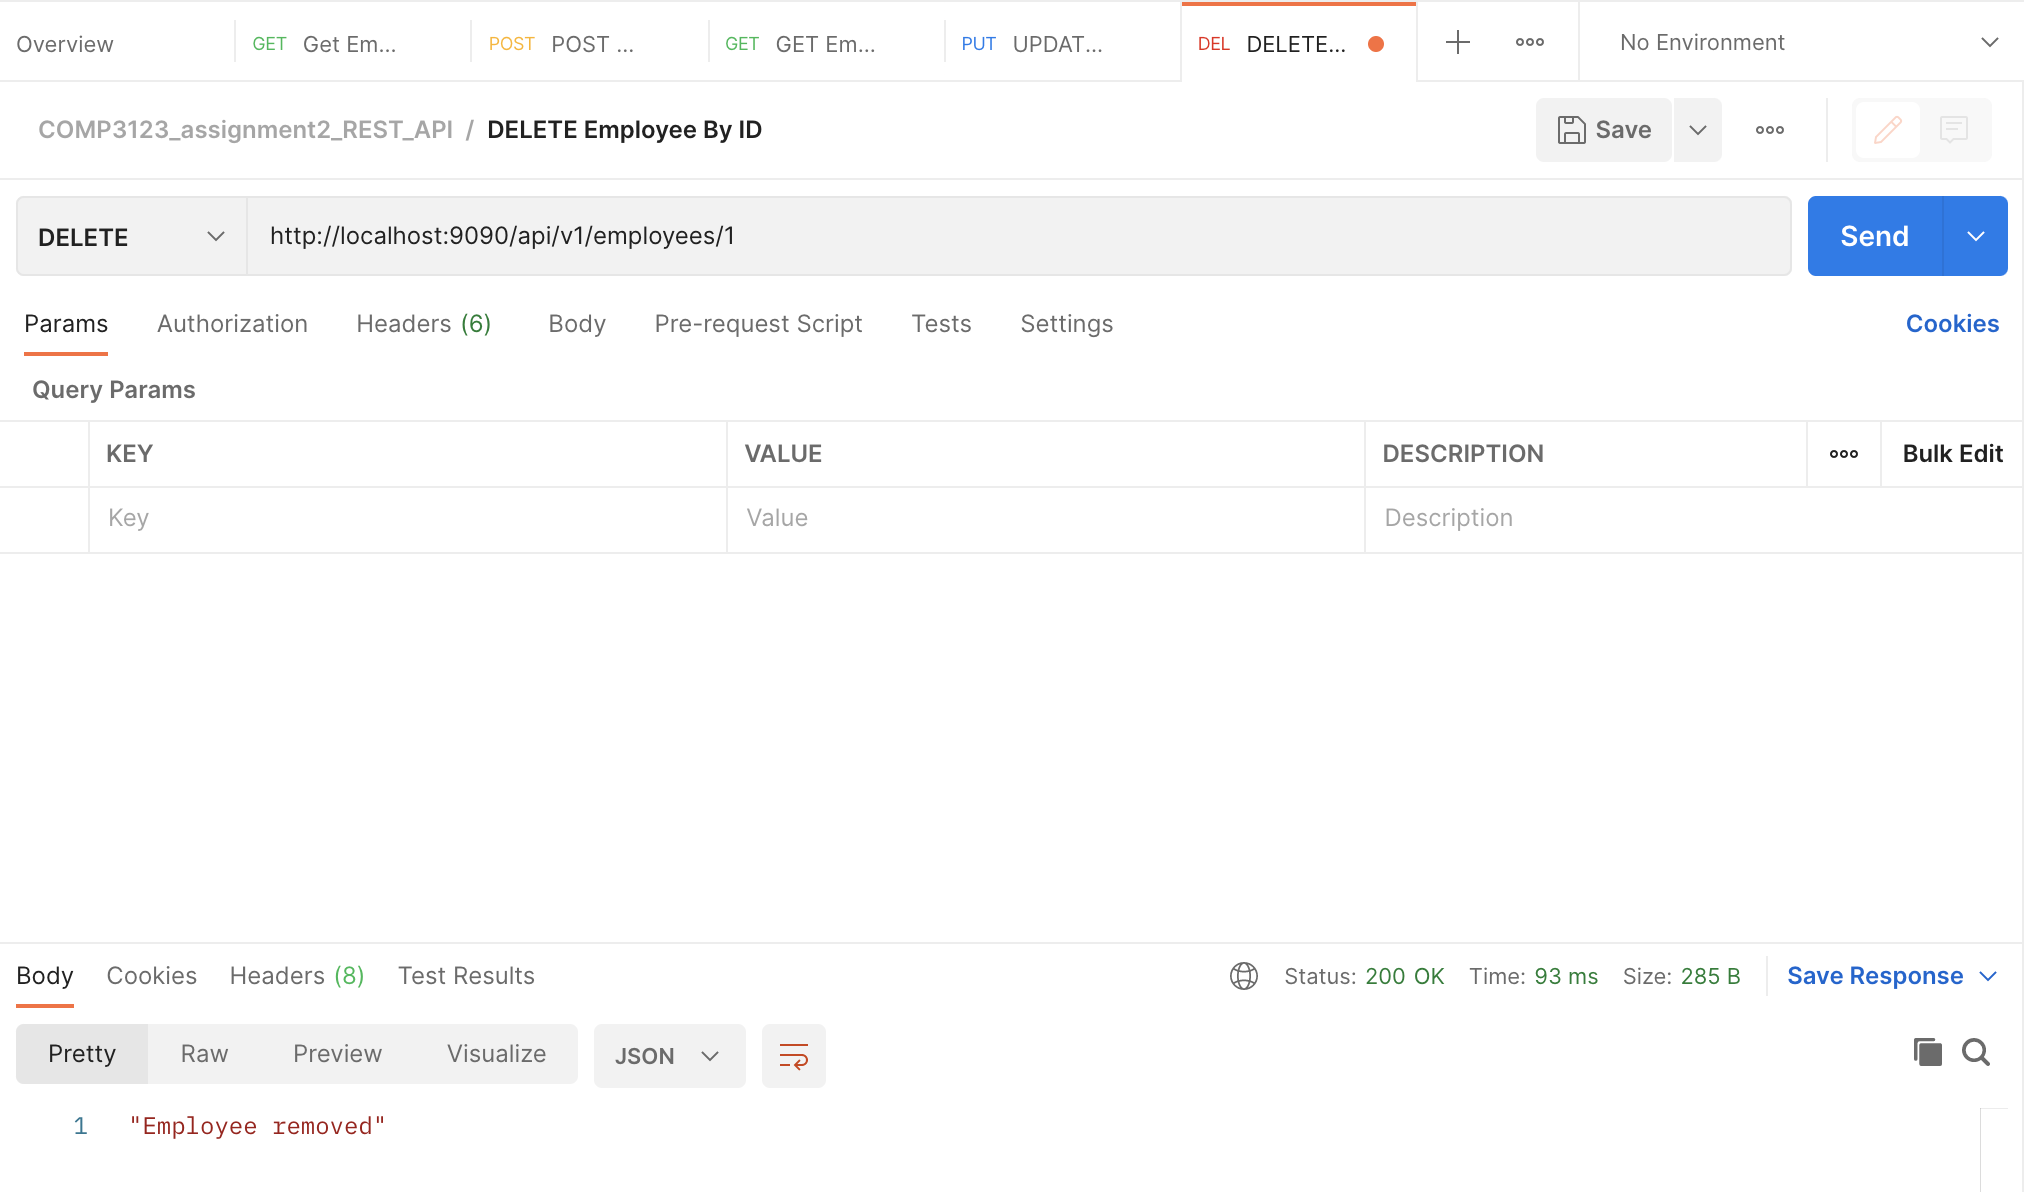 Overview GET Get Em... POST POST ... GET GET Em... PUT UPDAT... DEL DELETE... No Environment
COMP3123_assignment2_REST_API / DELETE Employee By ID Save
DELETE http://localhost:9090/api/v1/employees/1 Send
Params Authorization Headers (6) Body Pre-request Script Tests Settings Cookies
Query Params
KEY VALUE DESCRIPTION Bulk Edit
Key Value Description
Body Cookies Headers (8) Test Results Status: 200 OK Time: 93 ms Size: 285 B Save Response
Pretty Raw Preview Visualize JSON
1 "Employee removed"